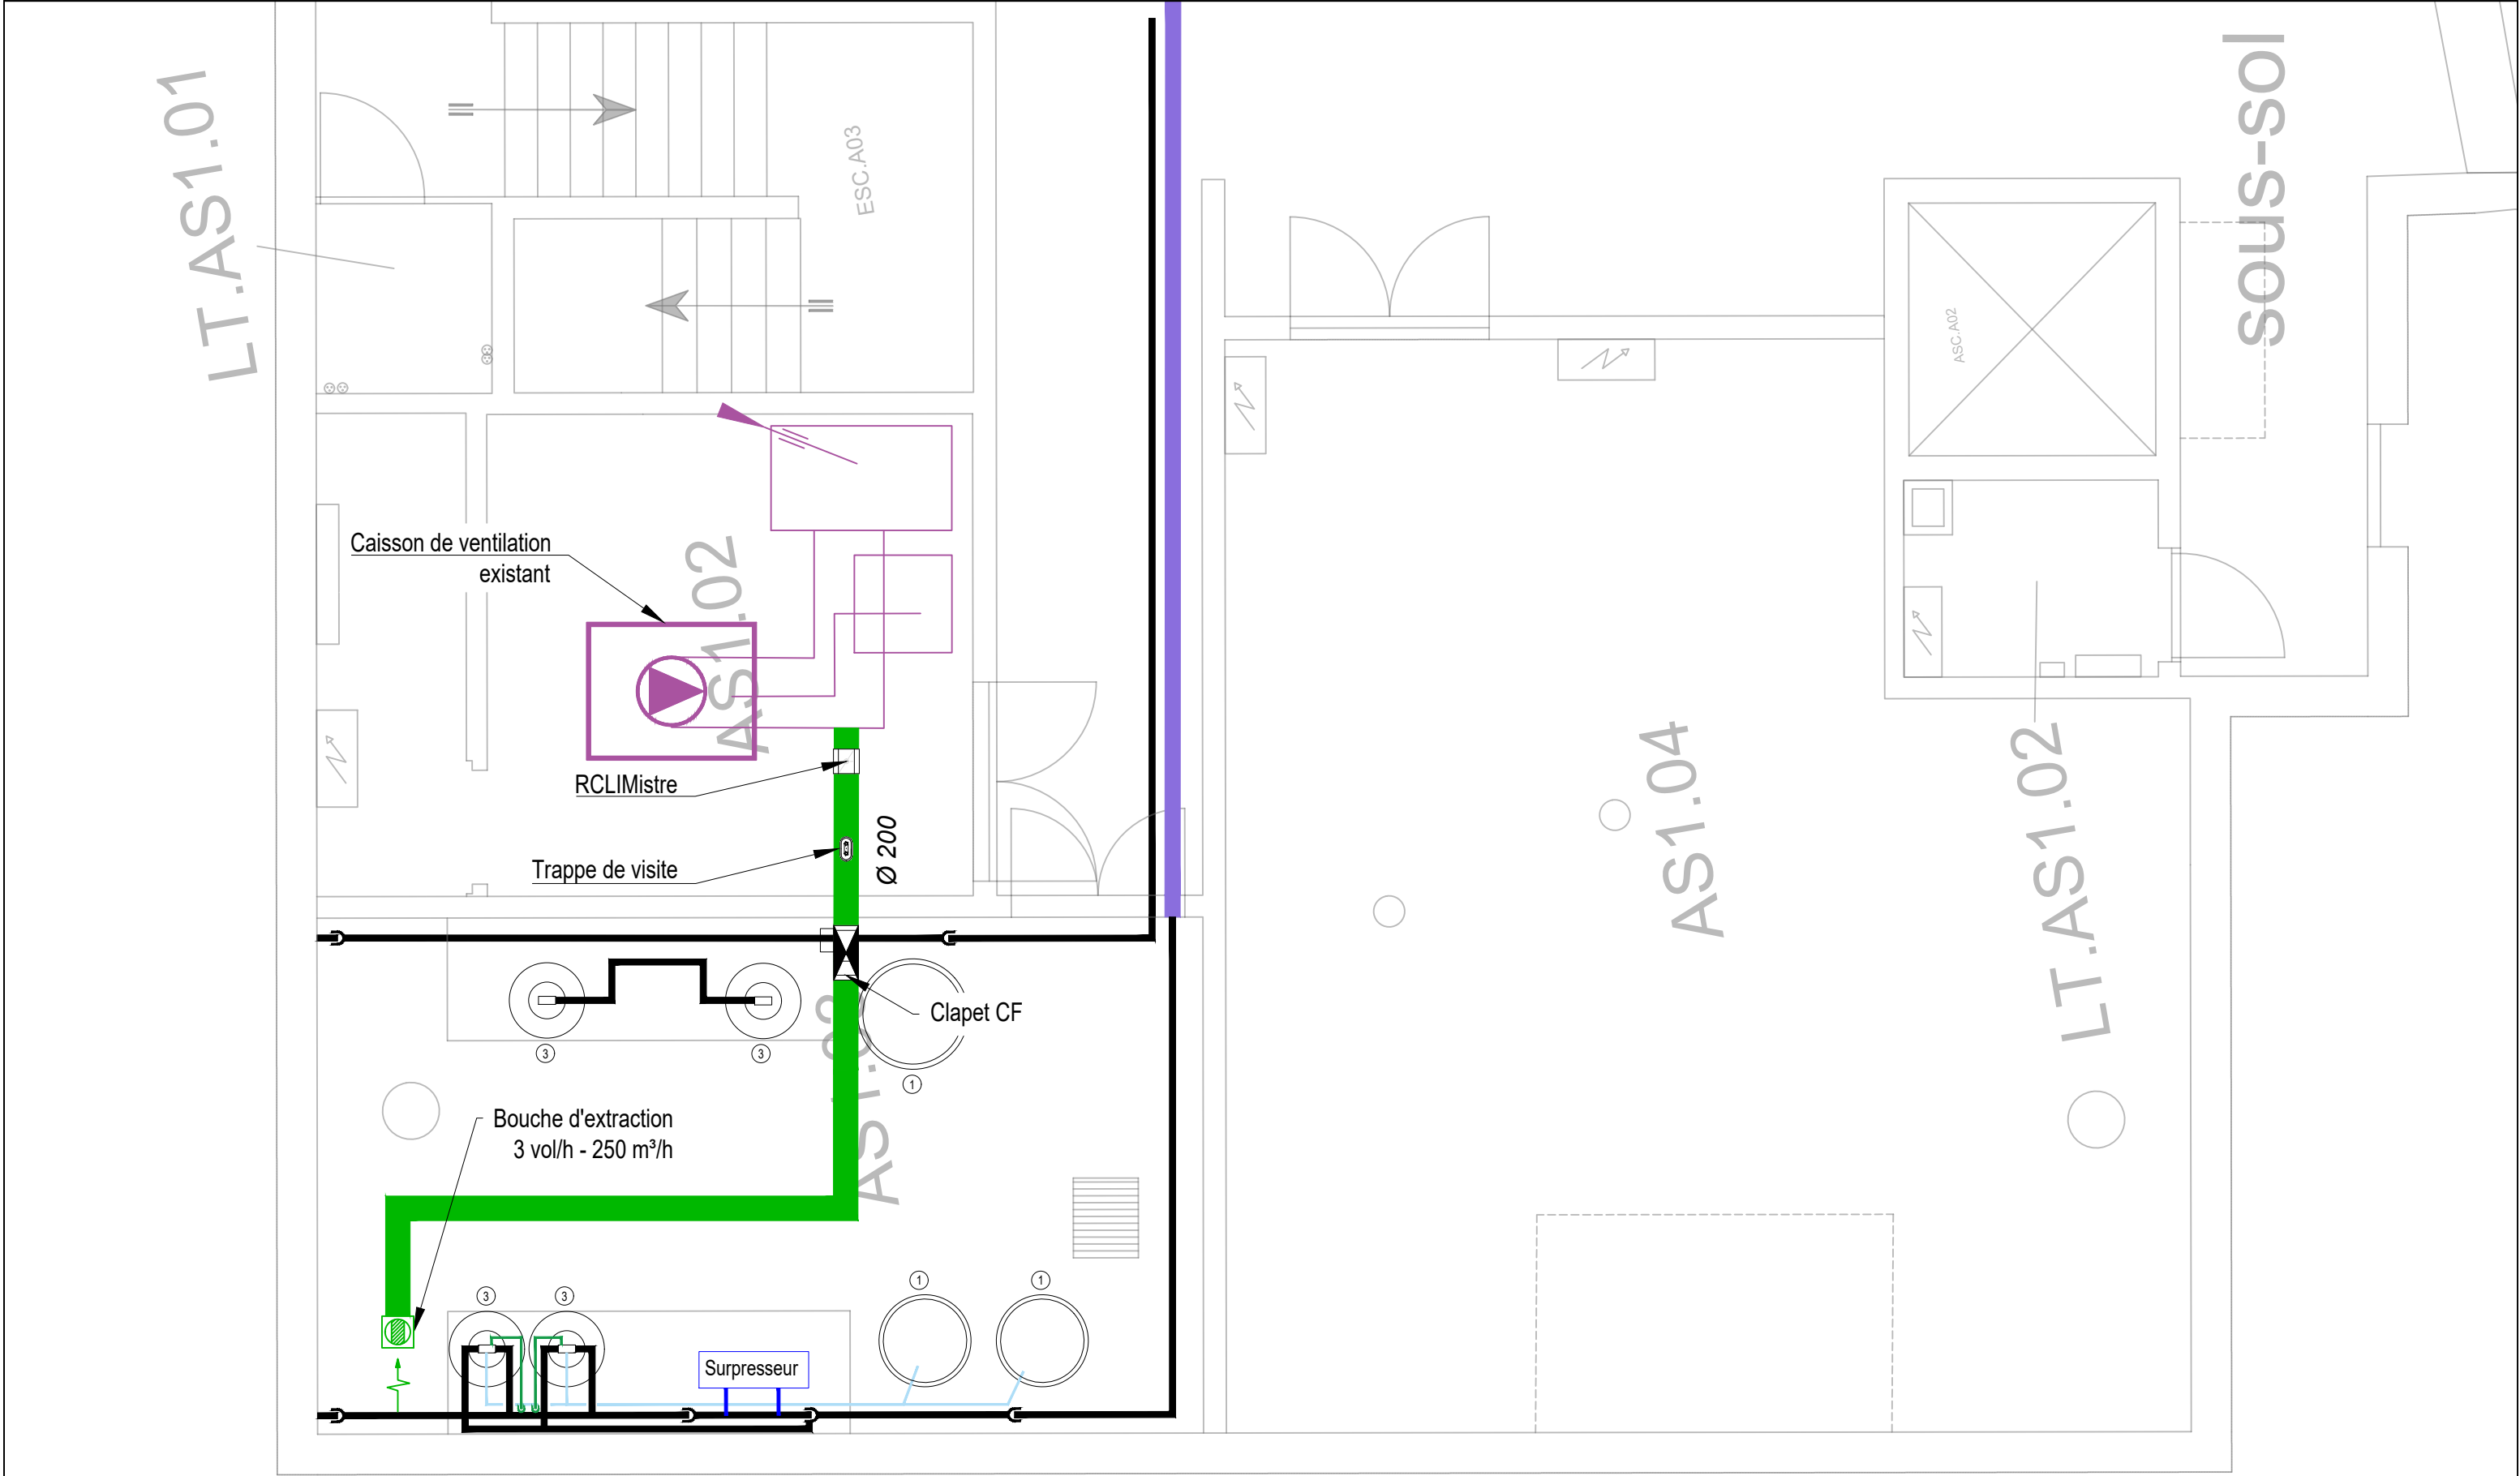 LT.AS1.01
ESC.A03
sous-sol
ASC.A02
Caisson de ventilation
existant
AS1.02
RCLIMistre
Trappe de visite
Ø 200
AS1.04
LT.AS1.02
Clapet CF
3
3
1
Bouche d'extraction
3 vol/h - 250 m³/h
3
3
1
1
Surpresseur